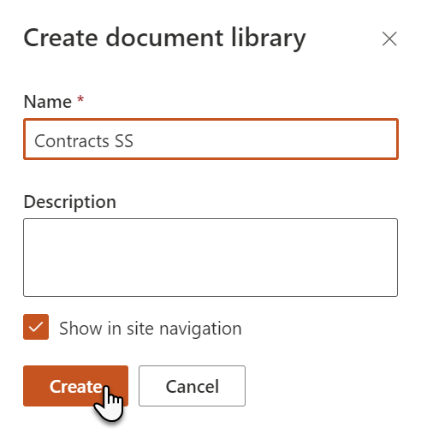 Create document library
Name *
Contracts SS
Description
Show in site navigation
Create
Cancel